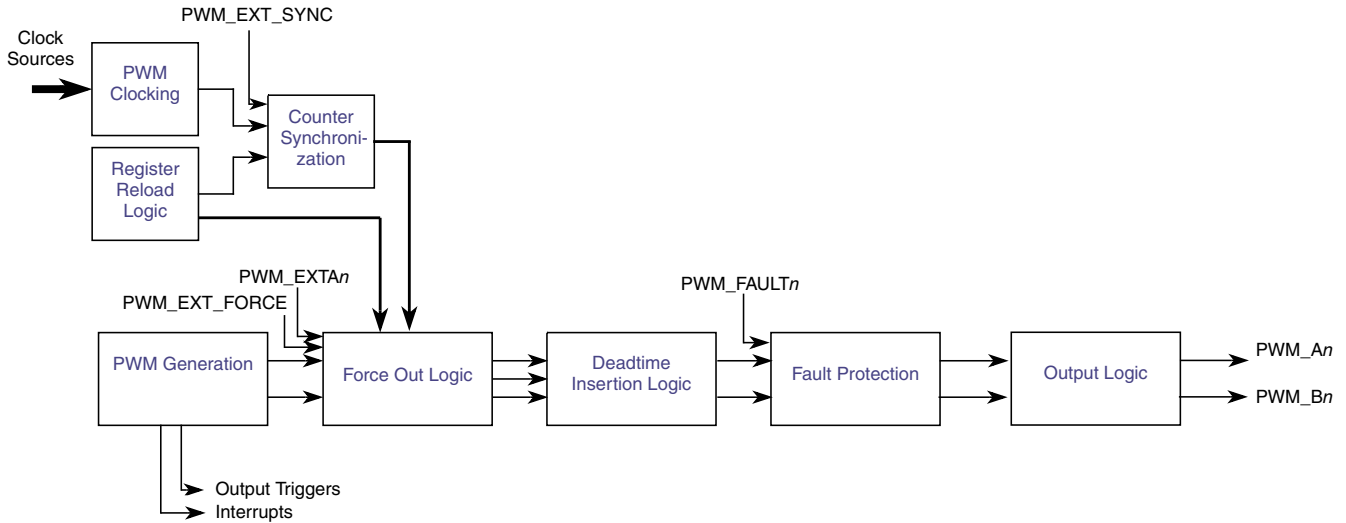 PWM_EXT_SYNC
Clock
Sources
PWM
Clocking
Counter
Synchroni-
zation
Register
Reload
Logic
PWM_EXTAn
PWM_EXT_FORCE
PWM_FAULTn
PWM Generation
Force Out Logic
Deadtime
Insertion Logic
Fault Protection
Output Logic
PWM_An
PWM_Bn
Output Triggers
Interrupts